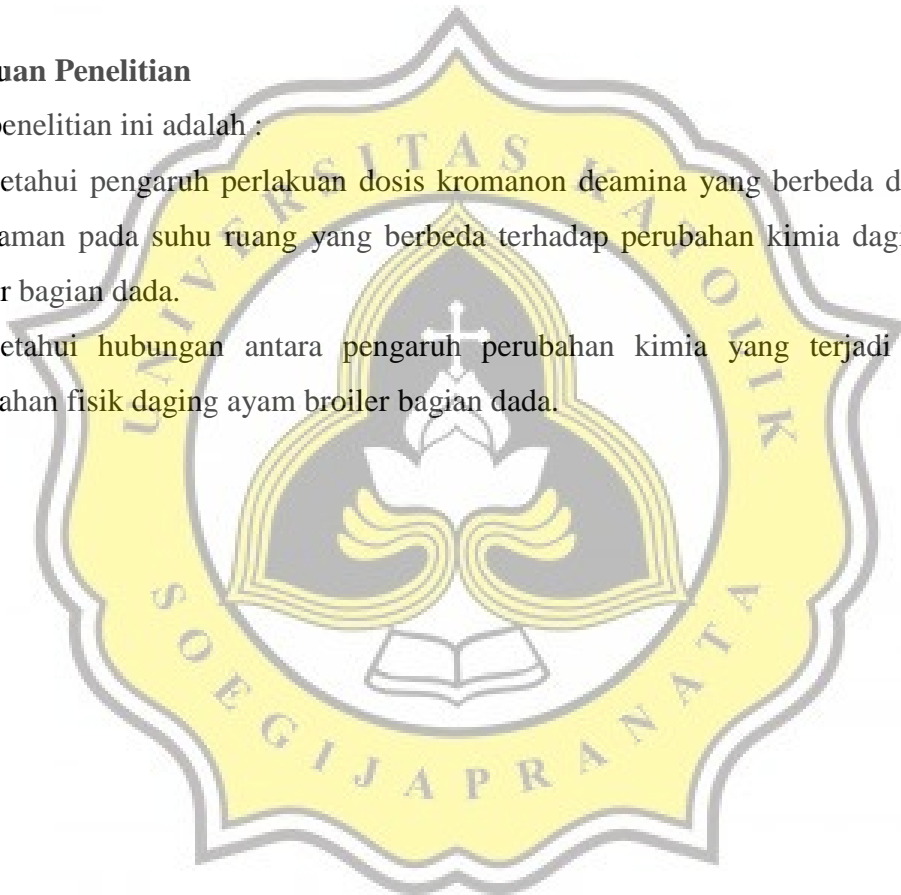 uan Penelitian
penelitian ini adalah :
etahui pengaruh perlakuan dosis kromanon deamina yang berbeda d
aman pada suhu ruang yang berbeda terhadap perubahan kimia dag
r bagian dada.
etahui hubungan antara pengaruh perubahan kimia yang terjadi
ahan fisik daging ayam broiler bagian dada.
UNIVERSITAS KATOLIK
SOEGIJAPRANATA